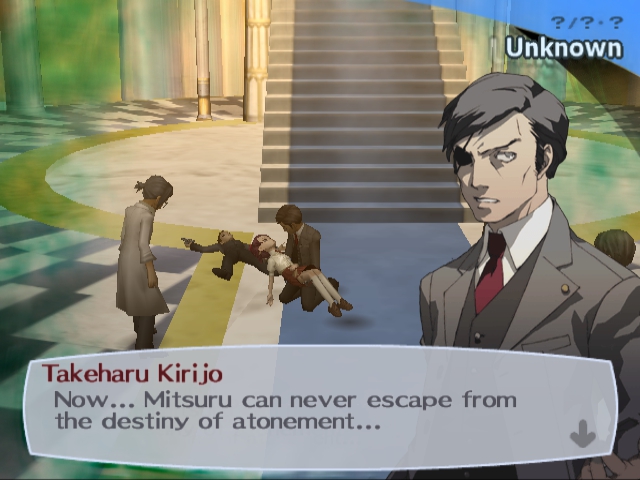 ?/?・?
Unknown
Takeharu Kirijo
Now... Mitsuru can never escape from
the destiny of atonement...